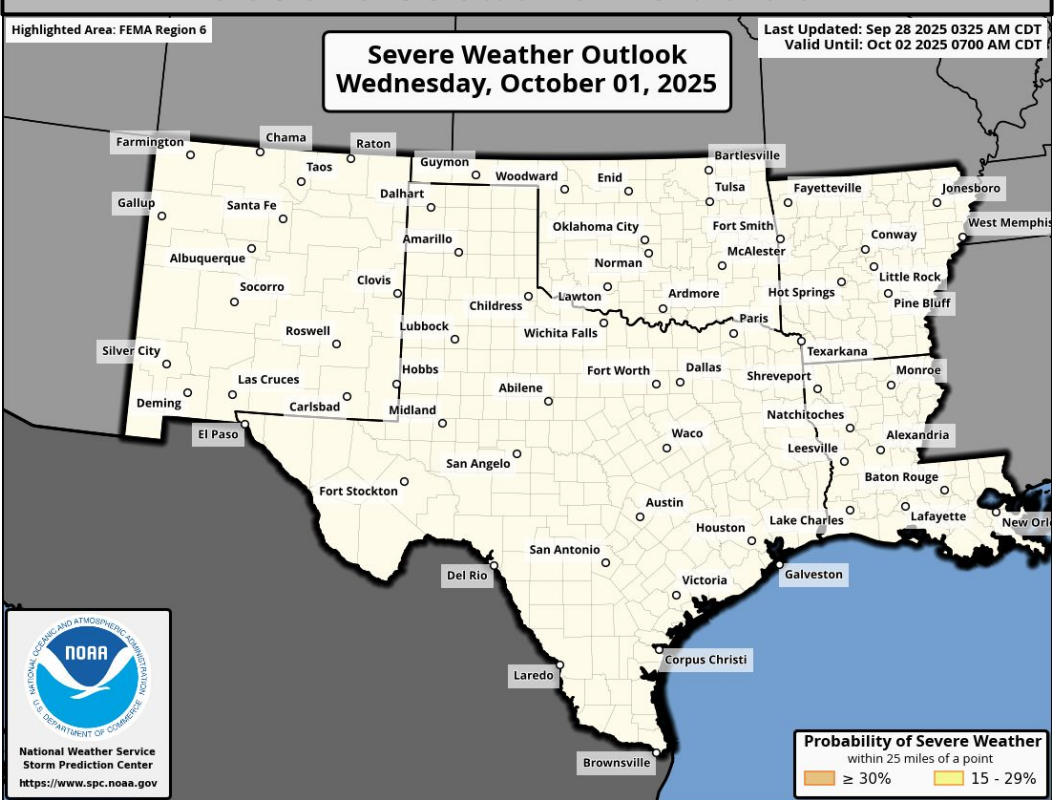 Highlighted Area: FEMA Region 6
Severe Weather Outlook
Wednesday, October 01, 2025
Last Updated: Sep 28 2025 0325 AM CDT
Valid Until: Oct 02 2025 0700 AM CDT
Farmington
Chama
Raton
Taos
Guymon
Woodward
Enid
Bartlesville
Tulsa
Fayetteville
Jonesboro
Gallup
Santa Fe
Dalhart
Oklahoma City
Fort Smith
West Memphis
Amarillo
Conway
Albuquerque
Norman
McAlester
Socorro
Clovis
Childress
Lawton
Ardmore
Hot Springs
Little Rock
Pine Bluff
Roswell
Lubbock
Wichita Falls
Paris
Texarkana
Silver City
Hobbs
Fort Worth
Dallas
Shreveport
Monroe
Las Cruces
Abilene
Deming
Carlsbad
Midland
Natchitoches
El Paso
Waco
Leesville
Alexandria
San Angelo
Baton Rouge
Fort Stockton
Austin
Houston
Lake Charles
Lafayette
New Orl
San Antonio
Del Rio
Victoria
Galveston
Laredo
Corpus Christi
Brownsville
NATIONAL OCEANIC AND ATMOSPHERIC ADMINISTRATION
NOAA
U.S. DEPARTMENT OF COMMERCE
National Weather Service
Storm Prediction Center
https://www.spc.noaa.gov
Probability of Severe Weather
within 25 miles of a point
≥ 30%
15 - 29%